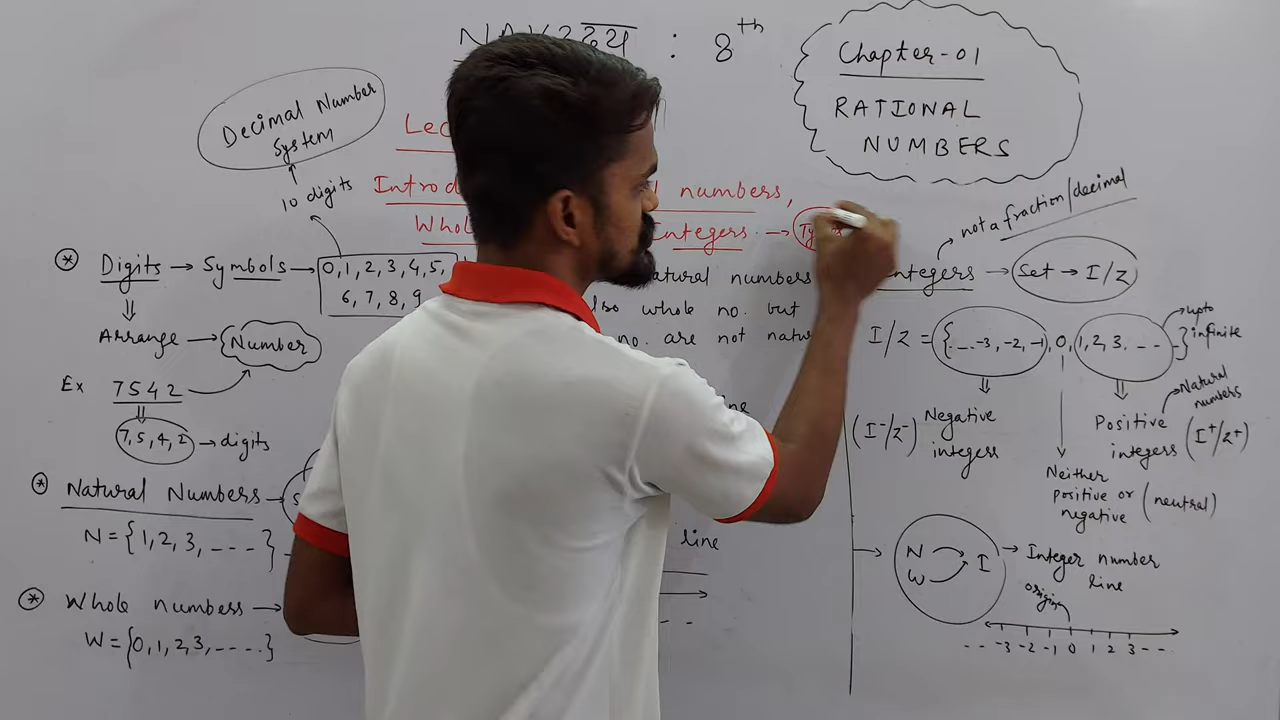 : 8th
Chapter-01
RATIONAL
NUMBERS
Decimal Number
System
10 digits
numbers,
Integers →
* Digits → Symbols → 0, 1, 2, 3, 4, 5,
6, 7, 8, 9
natural numbers
whole no. but
no. are not
Arrange → Number
Ex 7542
7, 5, 4, 2 → digits
* Natural Numbers →
N = {1, 2, 3, - - - -}
* Whole numbers →
W = {0, 1, 2, 3, - - - -}
line
line
not a fraction/decimal
Integers → Set → I/Z
I/Z = {- - -3, -2, -1, 0, 1, 2, 3, - - - -}
upto
infinite
Natural
numbers
(I⁻/Z⁻) Negative
integers
Positive
integers (I⁺/Z⁺)
Neither
positive or
negative (neutral)
N
W
I → Integer number
line
origin
- - -3 -2 -1 0 1 2 3 - -